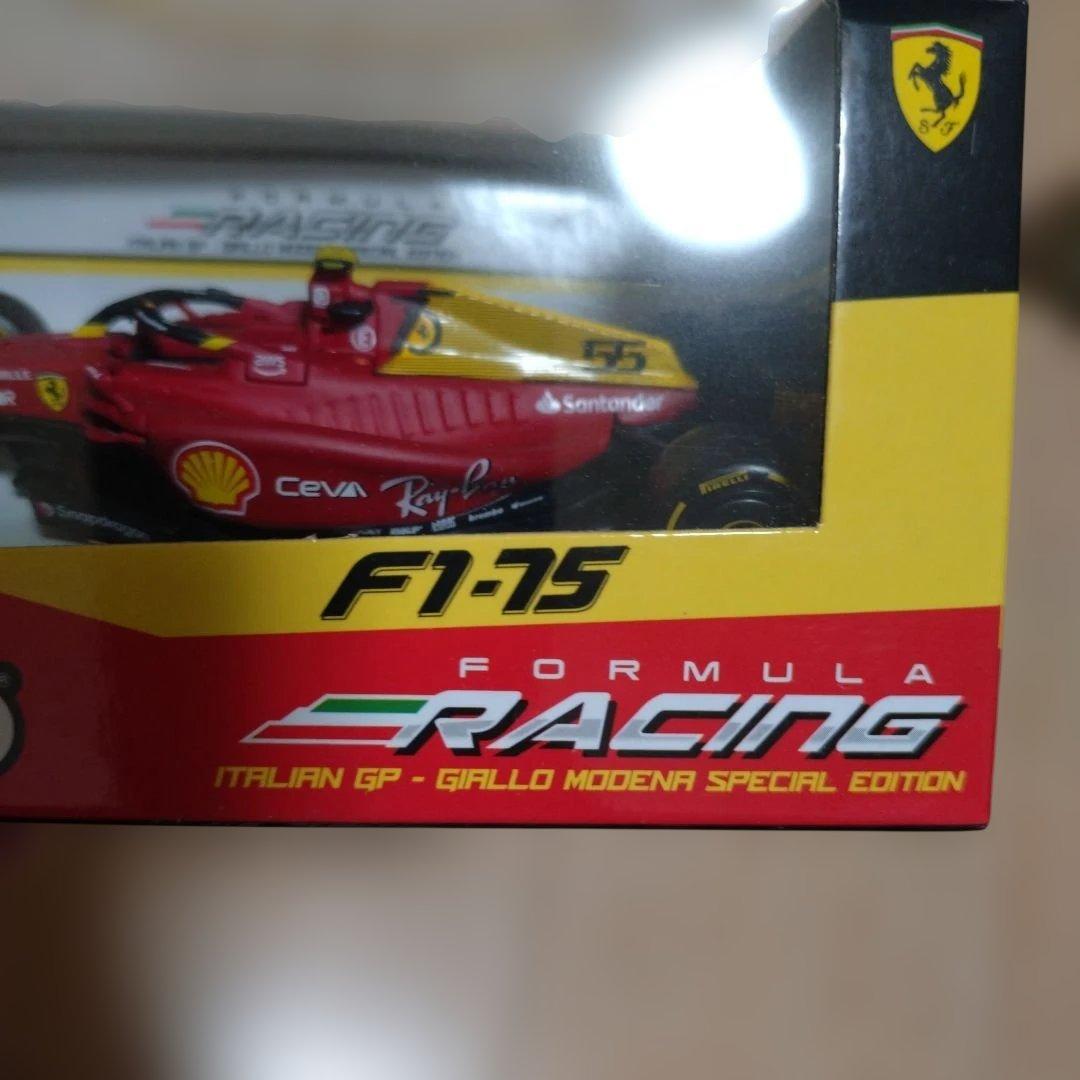 S F
FORMULA
RACING
55
Santander
CEVA
Ray-Ban
PIRELLI
F1-75
FORMULA
RACING
ITALIAN GP - GIALLO MODENA SPECIAL EDITION